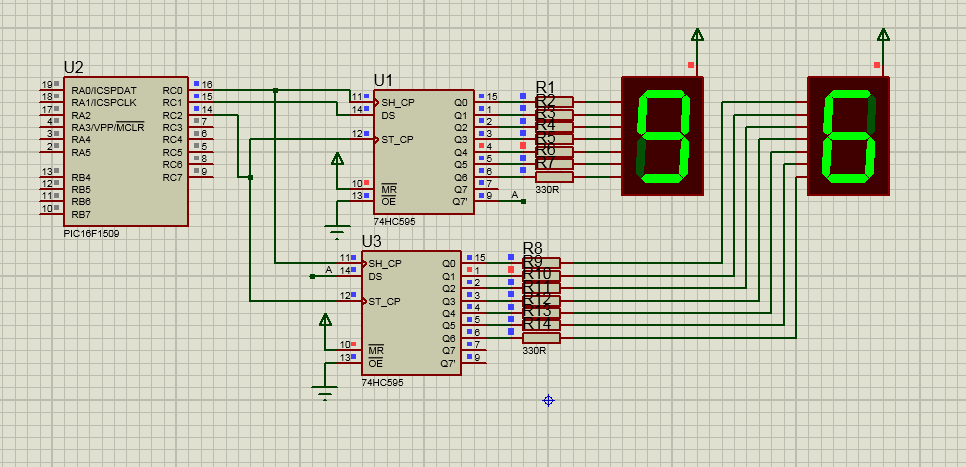 U2
19 RA0/ICSPDAT RC0 16
18 RA1/ICSPCLK RC1 15
17 RA2 RC2 14
4 RA3/VPP/MCLR RC3 7
3 RA4 RC4 6
2 RA5 RC5 5
RC6 8
13 RB4 RC7 9
12 RB5
11 RB6
10 RB7
PIC16F1509
U1
11 SH_CP Q0 15
14 DS Q1 1
Q2 2
12 ST_CP Q3 3
Q4 4
Q5 5
Q6 6
10 MR Q7 7
13 OE Q7' 9
74HC595
A
R1
R2
R3
R4
R5
R6
R7
330R
U3
11 SH_CP Q0 15
A 14 DS Q1 1
Q2 2
12 ST_CP Q3 3
Q4 4
Q5 5
Q6 6
10 MR Q7 7
13 OE Q7' 9
74HC595
R8
R9
R10
R11
R12
R13
R14
330R
9
6